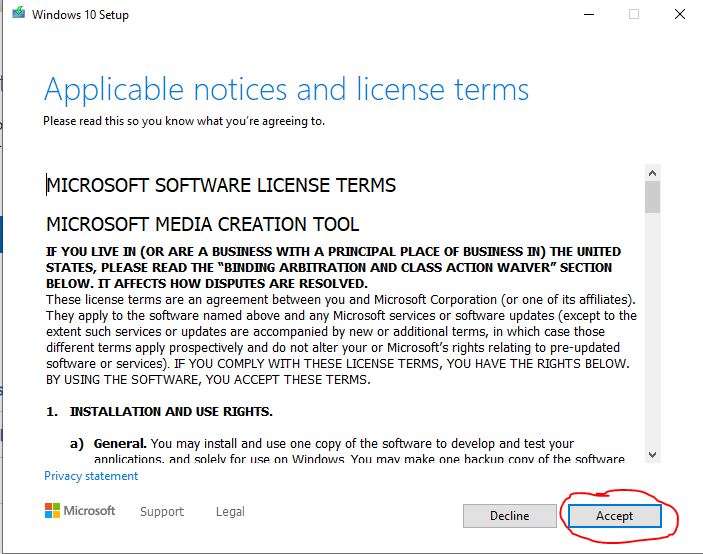 Windows 10 Setup
Applicable notices and license terms
Please read this so you know what you're agreeing to.
MICROSOFT SOFTWARE LICENSE TERMS
MICROSOFT MEDIA CREATION TOOL
IF YOU LIVE IN (OR ARE A BUSINESS WITH A PRINCIPAL PLACE OF BUSINESS IN) THE UNITED
STATES, PLEASE READ THE “BINDING ARBITRATION AND CLASS ACTION WAIVER” SECTION
BELOW. IT AFFECTS HOW DISPUTES ARE RESOLVED.
These license terms are an agreement between you and Microsoft Corporation (or one of its affiliates).
They apply to the software named above and any Microsoft services or software updates (except to the
extent such services or updates are accompanied by new or additional terms, in which case those
different terms apply prospectively and do not alter your or Microsoft’s rights relating to pre-updated
software or services). IF YOU COMPLY WITH THESE LICENSE TERMS, YOU HAVE THE RIGHTS BELOW.
BY USING THE SOFTWARE, YOU ACCEPT THESE TERMS.
1. INSTALLATION AND USE RIGHTS.
a) General. You may install and use one copy of the software to develop and test your
applications, and solely for use on Windows. You may make one backup copy of the software
Privacy statement
Microsoft Support Legal Decline Accept